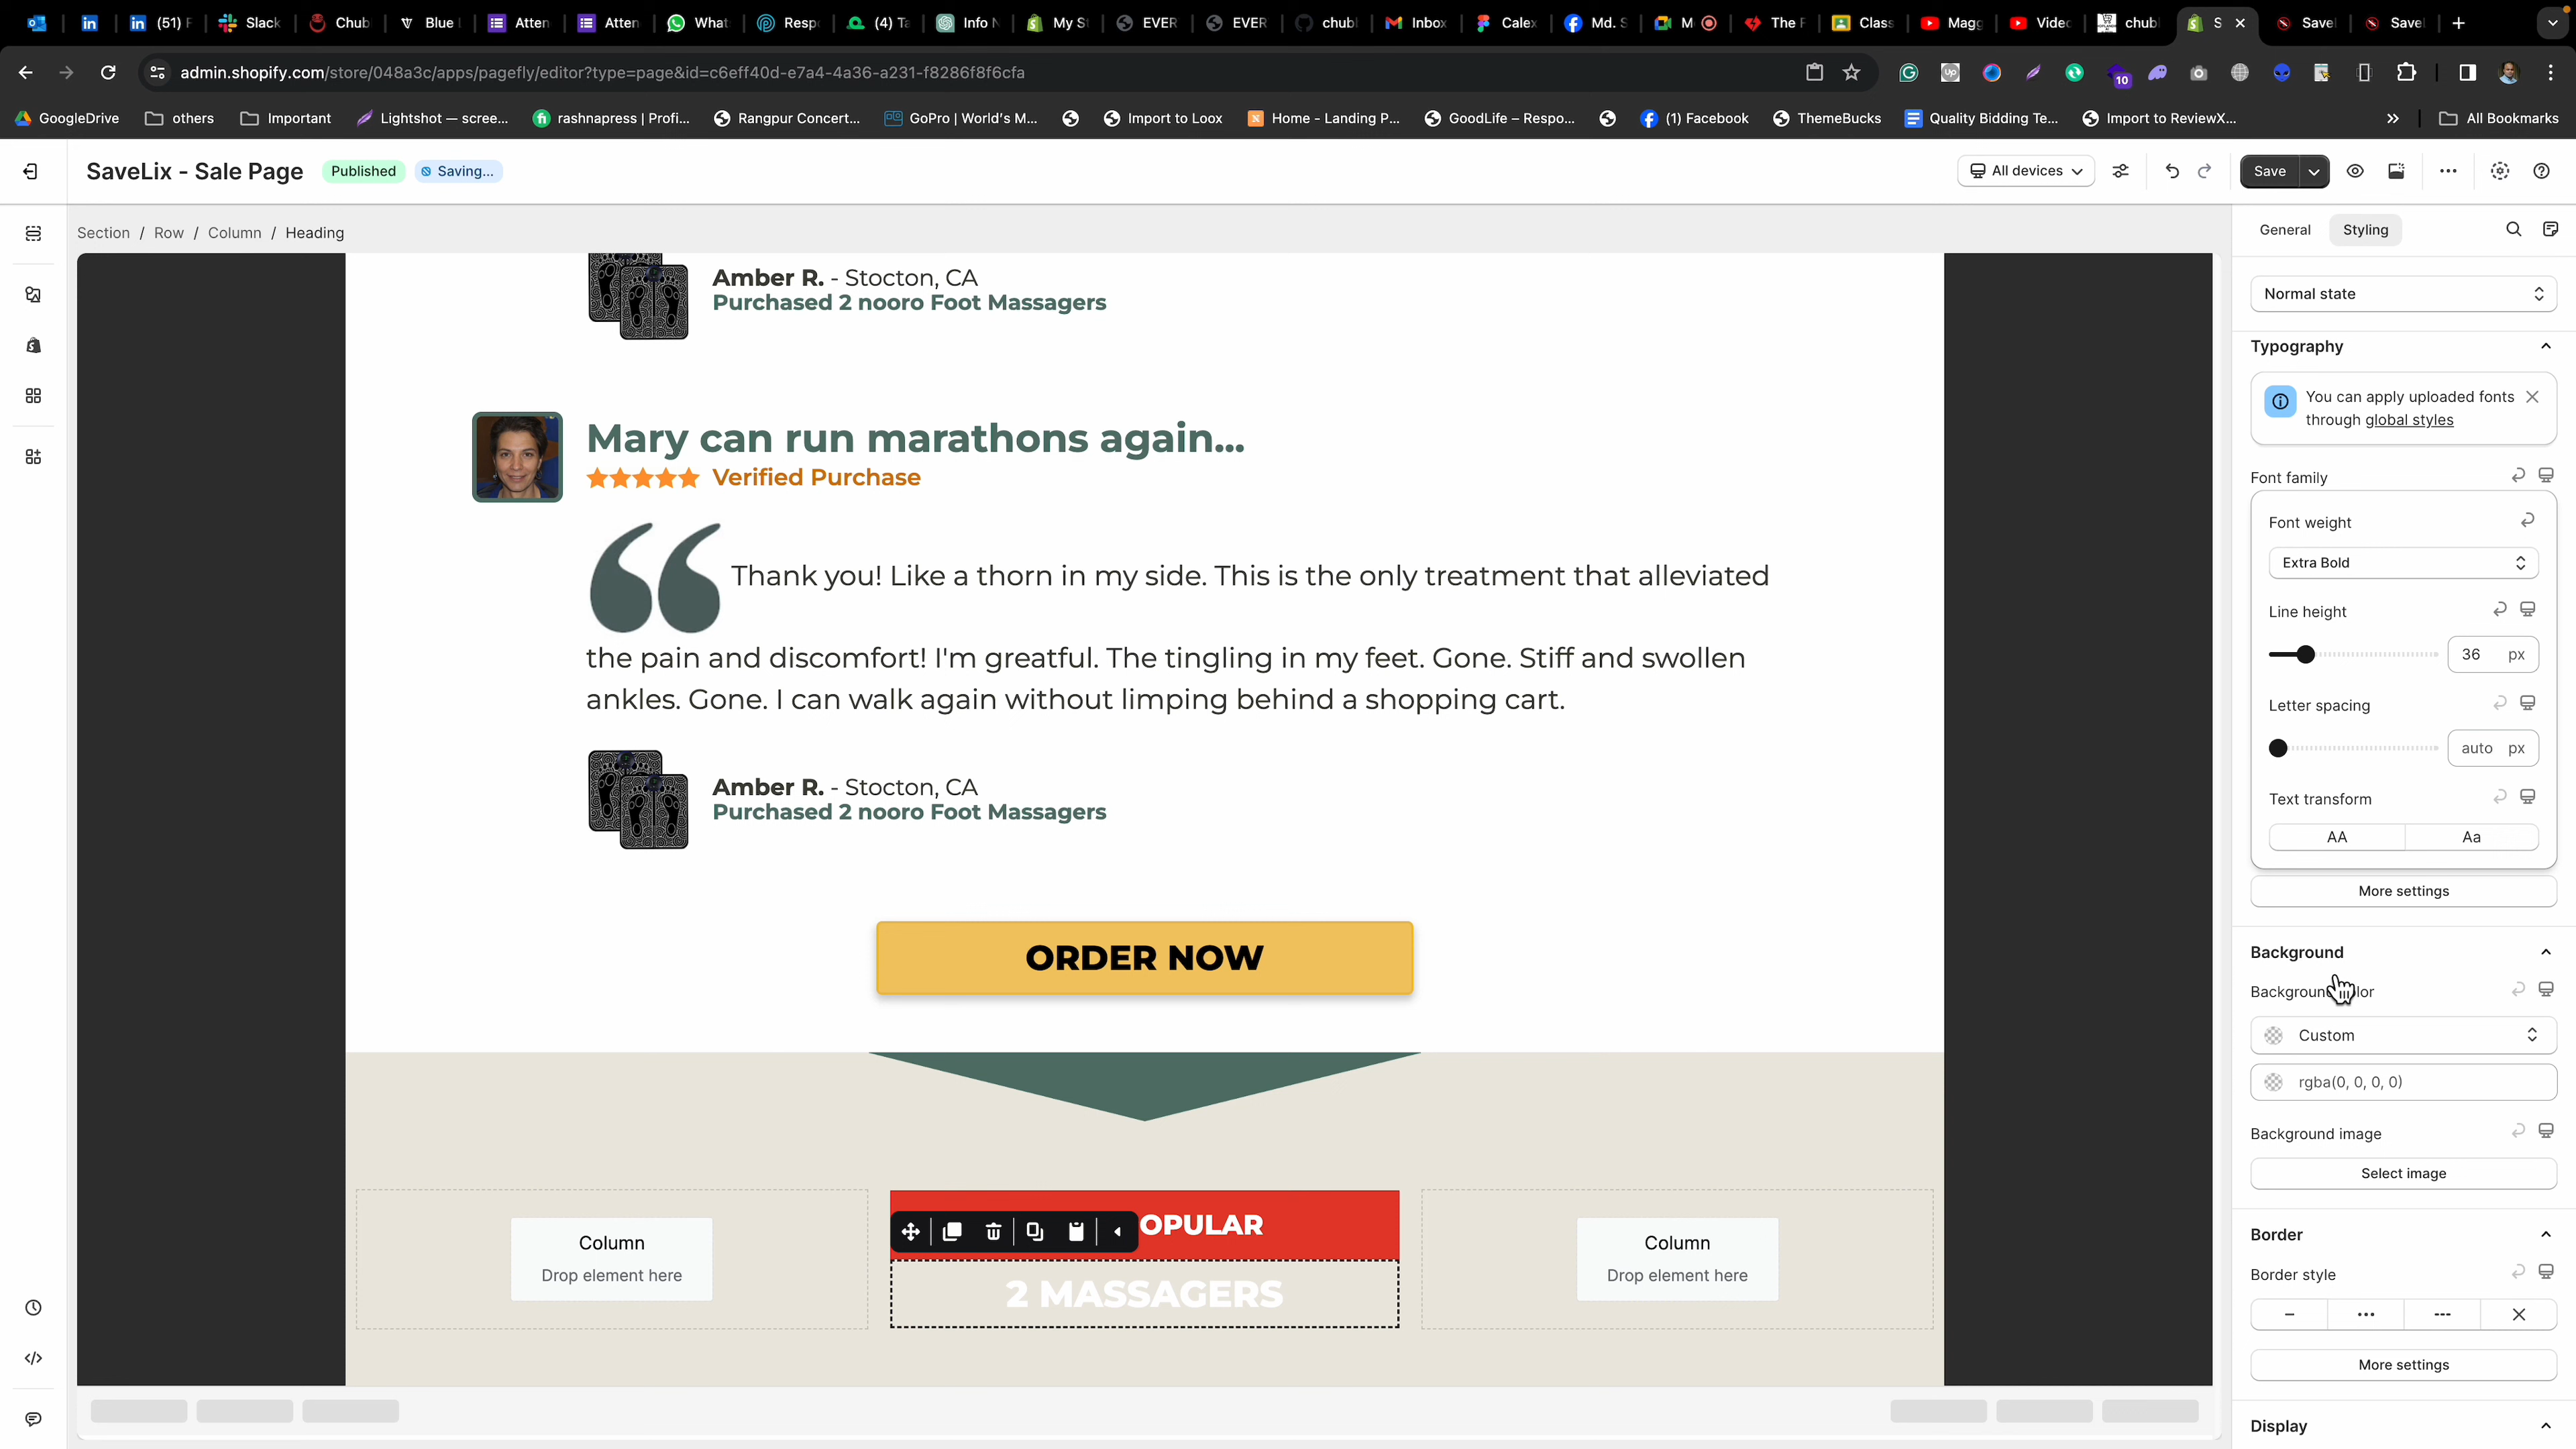 (51) F
Slack
Chub
Blue
Atten
Atten
What
Resp
(4) Ta
Info N
My S
EVER
EVER
chubl
Inbox
Calex
Md. S
M
The F
Class
Magg
Videc
chubl
S
Savel
Savel
admin.shopify.com/store/048a3c/apps/pagefly/editor?type=page&id=c6eff40d-e7a4-4a36-a231-f8286f8f6cfa
10
GoogleDrive
others
Important
Lightshot — scree...
rashnapress | Profi...
Rangpur Concert...
GoPro | World's M...
Import to Loox
Home - Landing P...
GoodLife – Respo...
(1) Facebook
ThemeBucks
Quality Bidding Te...
Import to ReviewX...
All Bookmarks
SaveLix - Sale Page
Published
Saving...
All devices
Save
Section / Row / Column / Heading
General
Styling
Amber R. - Stocton, CA
Purchased 2 nooro Foot Massagers
Mary can run marathons again...
Verified Purchase
Thank you! Like a thorn in my side. This is the only treatment that alleviated
the pain and discomfort! I'm greatful. The tingling in my feet. Gone. Stiff and swollen
ankles. Gone. I can walk again without limping behind a shopping cart.
Amber R. - Stocton, CA
Purchased 2 nooro Foot Massagers
ORDER NOW
Column
Drop element here
OPULAR
2 MASSAGERS
Column
Drop element here
Normal state
Typography
You can apply uploaded fonts
through global styles
Font family
Font weight
Extra Bold
Line height
36 px
Letter spacing
auto px
Text transform
AA
Aa
More settings
Background
Custom
rgba(0, 0, 0, 0)
Background image
Select image
Border
Border style
More settings
Display